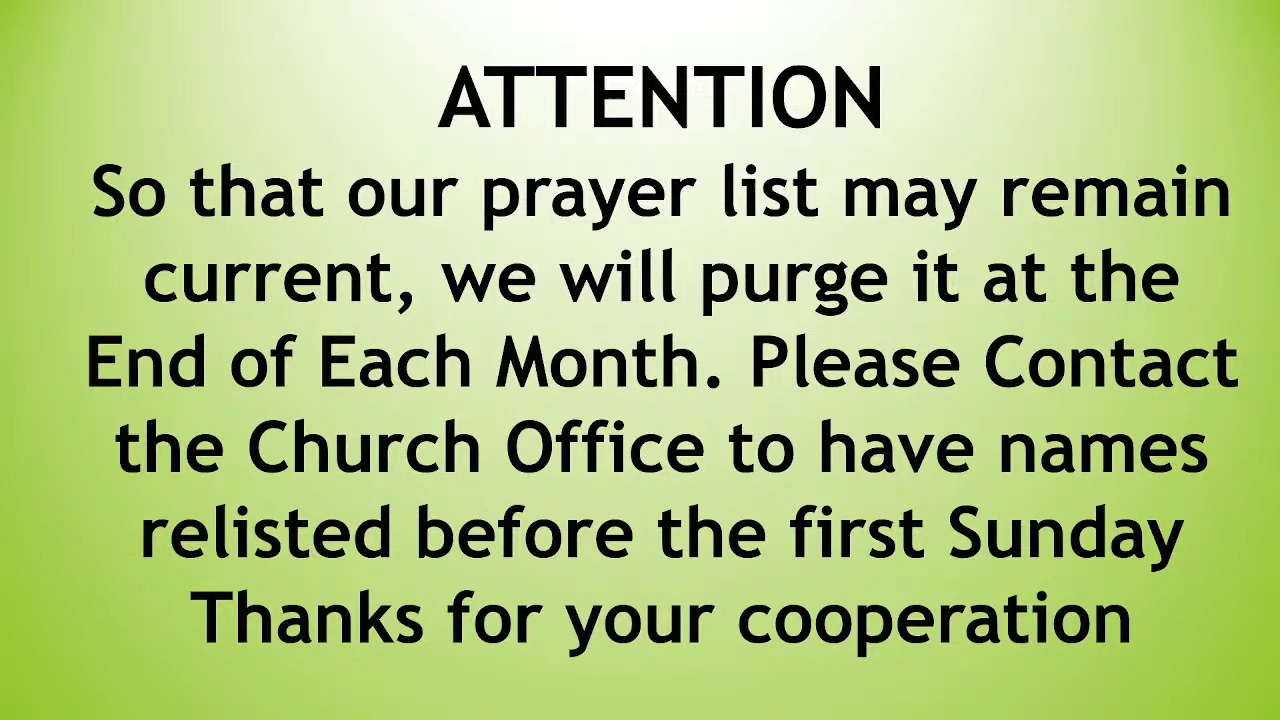 ATTENTION
So that our prayer list may remain
current, we will purge it at the
End of Each Month. Please Contact
the Church Office to have names
relisted before the first Sunday
Thanks for your cooperation